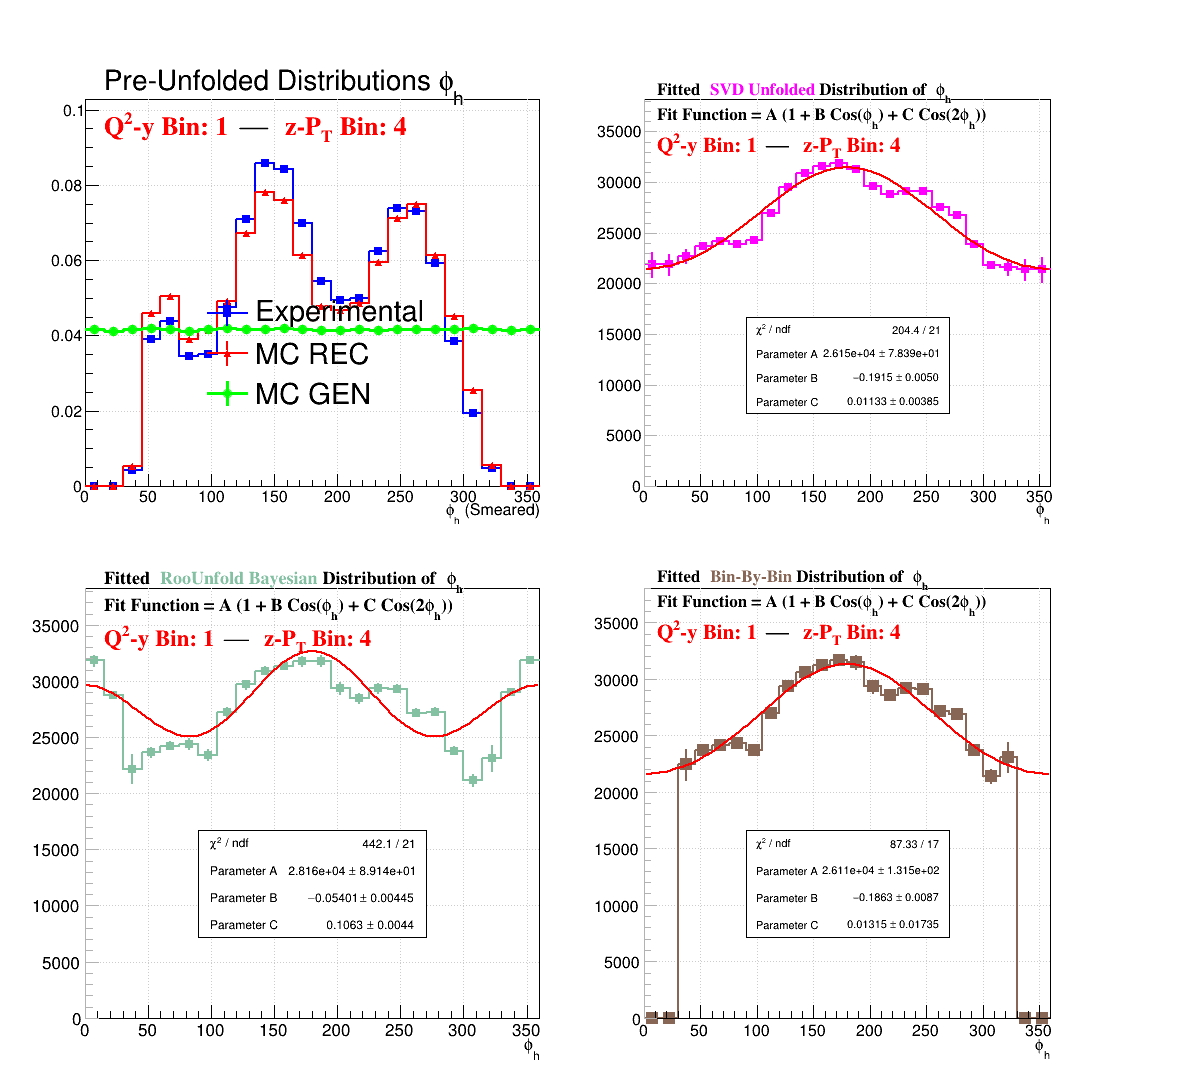 Pre-Unfolded Distributions ϕh
Q²-y Bin: 1 — z-PT Bin: 4
0.1
0.08
0.06
0.04
0.02
0
Experimental
MC REC
MC GEN
0 50 100 150 200 250 300 350
ϕh (Smeared)
Fitted SVD Unfolded Distribution of ϕh
Fit Function = A (1 + B Cos(ϕh) + C Cos(2ϕh))
Q²-y Bin: 1 — z-PT Bin: 4
35000
30000
25000
20000
15000
10000
5000
0
χ² / ndf 204.4 / 21
Parameter A 2.615e+04 ± 7.839e+01
Parameter B −0.1915 ± 0.0050
Parameter C 0.01133 ± 0.00385
0 50 100 150 200 250 300 350
ϕh
Fitted RooUnfold Bayesian Distribution of ϕh
Fit Function = A (1 + B Cos(ϕh) + C Cos(2ϕh))
Q²-y Bin: 1 — z-PT Bin: 4
35000
30000
25000
20000
15000
10000
5000
0
χ² / ndf 442.1 / 21
Parameter A 2.816e+04 ± 8.914e+01
Parameter B −0.05401 ± 0.00445
Parameter C 0.1063 ± 0.0044
0 50 100 150 200 250 300 350
ϕh
Fitted Bin-By-Bin Distribution of ϕh
Fit Function = A (1 + B Cos(ϕh) + C Cos(2ϕh))
Q²-y Bin: 1 — z-PT Bin: 4
35000
30000
25000
20000
15000
10000
5000
0
χ² / ndf 87.33 / 17
Parameter A 2.611e+04 ± 1.315e+02
Parameter B −0.1863 ± 0.0087
Parameter C 0.01315 ± 0.01735
0 50 100 150 200 250 300 350
ϕh